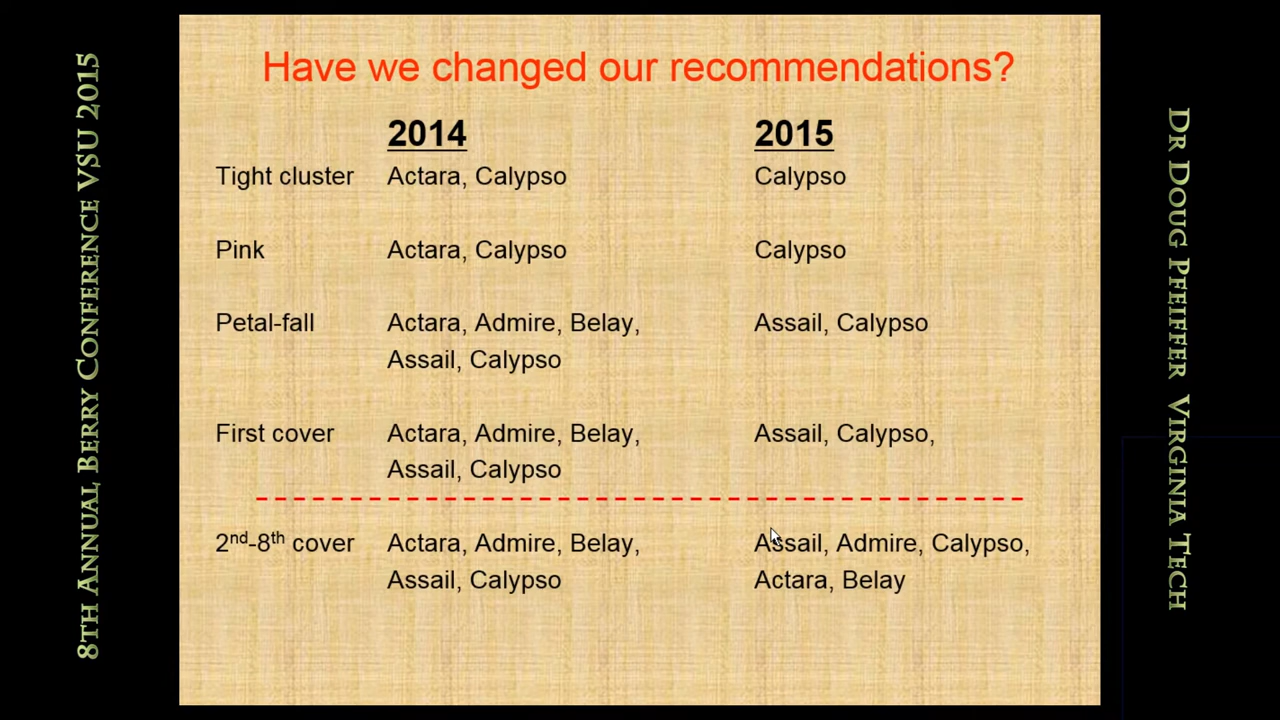 8TH ANNUAL BERRY CONFERENCE VSU 2015
Have we changed our recommendations?
2014 2015
Tight cluster Actara, Calypso Calypso
Pink Actara, Calypso Calypso
Petal-fall Actara, Admire, Belay, Assail, Calypso
Assail, Calypso
First cover Actara, Admire, Belay, Assail, Calypso,
Assail, Calypso
2nd-8th cover Actara, Admire, Belay, Assail, Admire, Calypso,
Assail, Calypso Actara, Belay
DR DOUG PFEIFFER VIRGINIA TECH